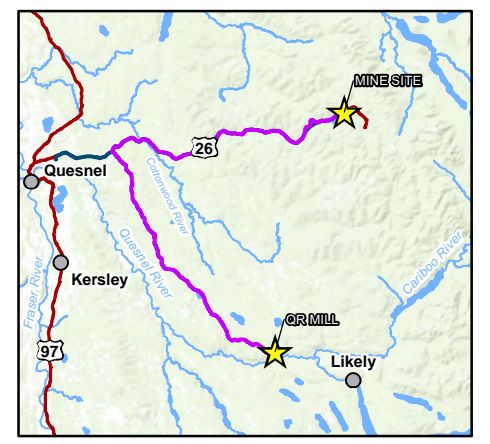 MINE SITE
26
Quesnel
Cottonwood River
Quesnel River
Cariboo River
Fraser River
Kersley
QR MILL
97
Likely